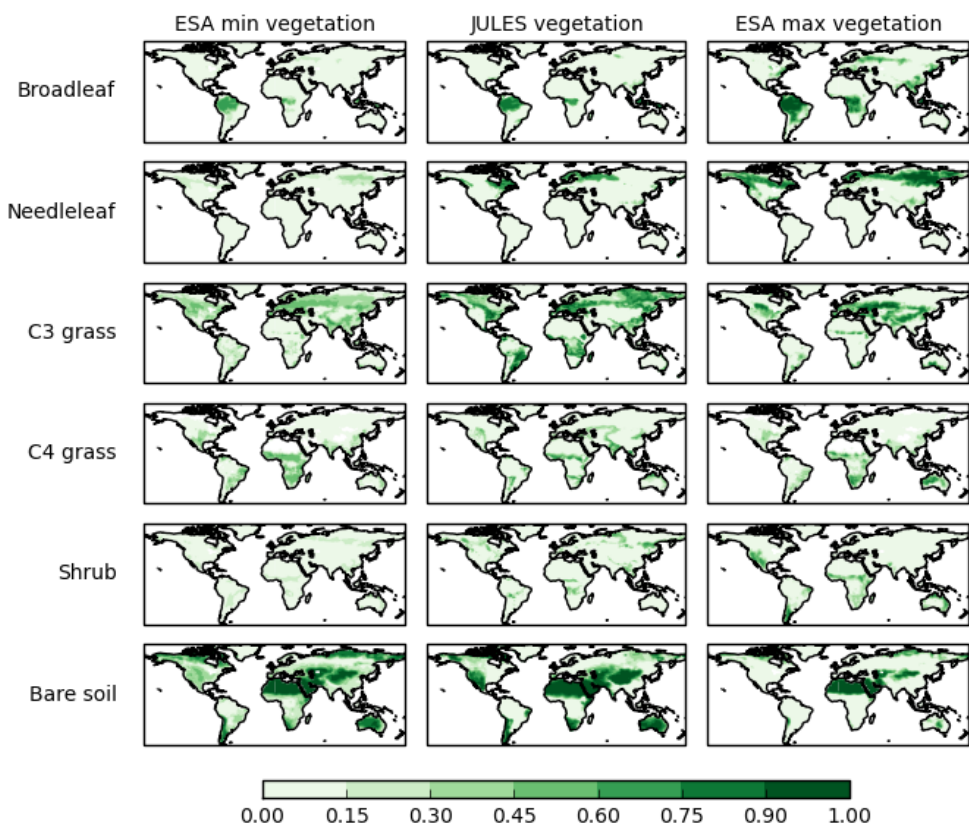 ESA min vegetation JULES vegetation ESA max vegetation
Broadleaf
Needleleaf
C3 grass
C4 grass
Shrub
Bare soil
0.00 0.15 0.30 0.45 0.60 0.75 0.90 1.00